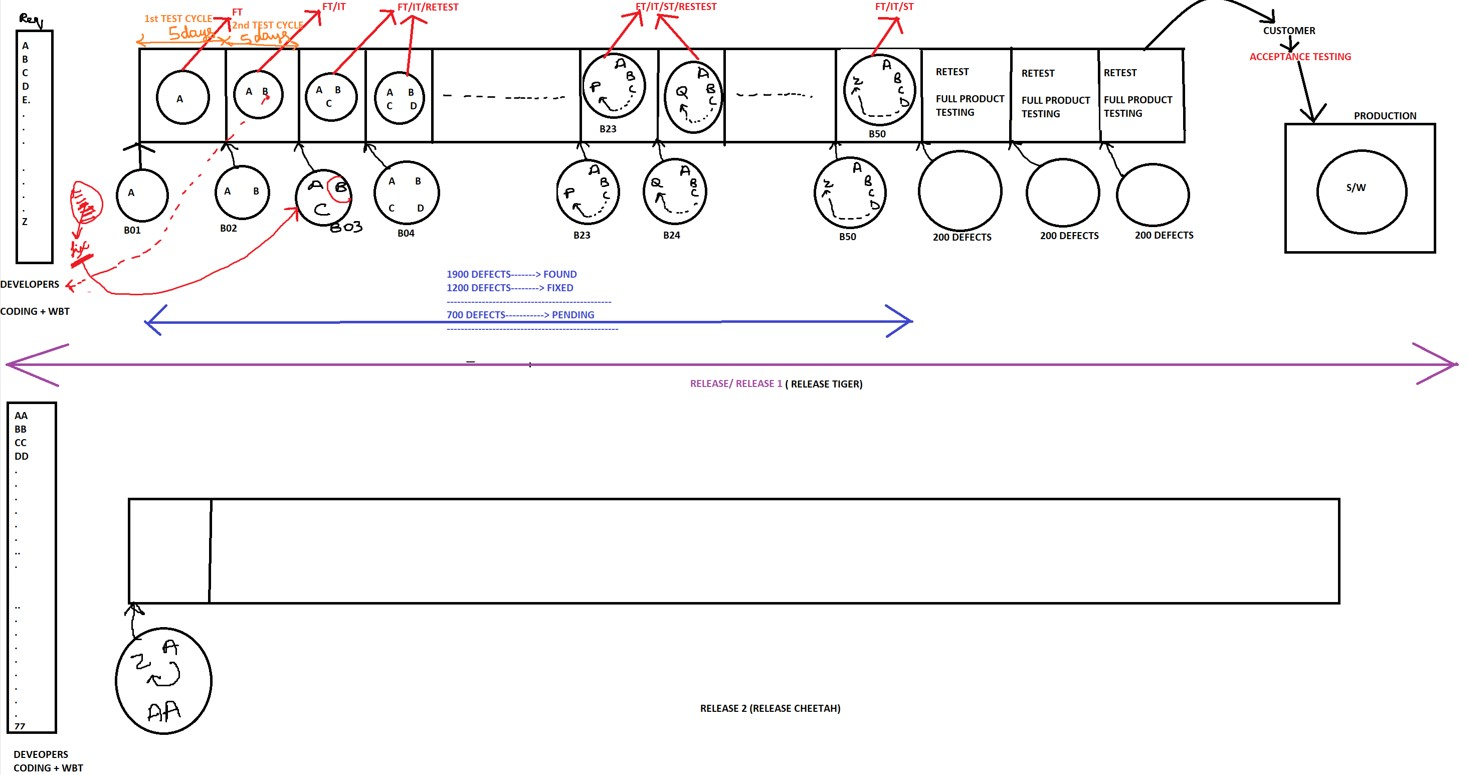 Req
A
B
C
D
E.
.
.
.
.
.
.
.
Z
DEVELOPERS
CODING + WBT
1st TEST CYCLE
5days
FT
2nd TEST CYCLE
5days
FT/IT
FT/IT/RETEST
FT/IT/ST/RESTEST
FT/IT/ST
CUSTOMER
ACCEPTANCE TESTING
PRODUCTION
S/W
A
A B
A B
C
A B
C D
A
B
C
P
B23
A
B
C
Q
A
B
C
D
Z
B50
RETEST
FULL PRODUCT
TESTING
RETEST
FULL PRODUCT
TESTING
RETEST
FULL PRODUCT
TESTING
A
B01
A B
B02
A B
C
B03
A B
C D
B04
A
B
C
P
B23
A
B
C
Q
B24
A
B
C
D
Z
B50
200 DEFECTS
200 DEFECTS
200 DEFECTS
1900 DEFECTS-------> FOUND
1200 DEFECTS--------> FIXED
700 DEFECTS-----------> PENDING
RELEASE/ RELEASE 1 ( RELEASE TIGER)
AA
BB
CC
DD
.
.
.
.
.
.
..
.
..
.
.
.
.
.
.
.
.
ZZ
DEVEOPERS
CODING + WBT
A
Z
AA
RELEASE 2 (RELEASE CHEETAH)